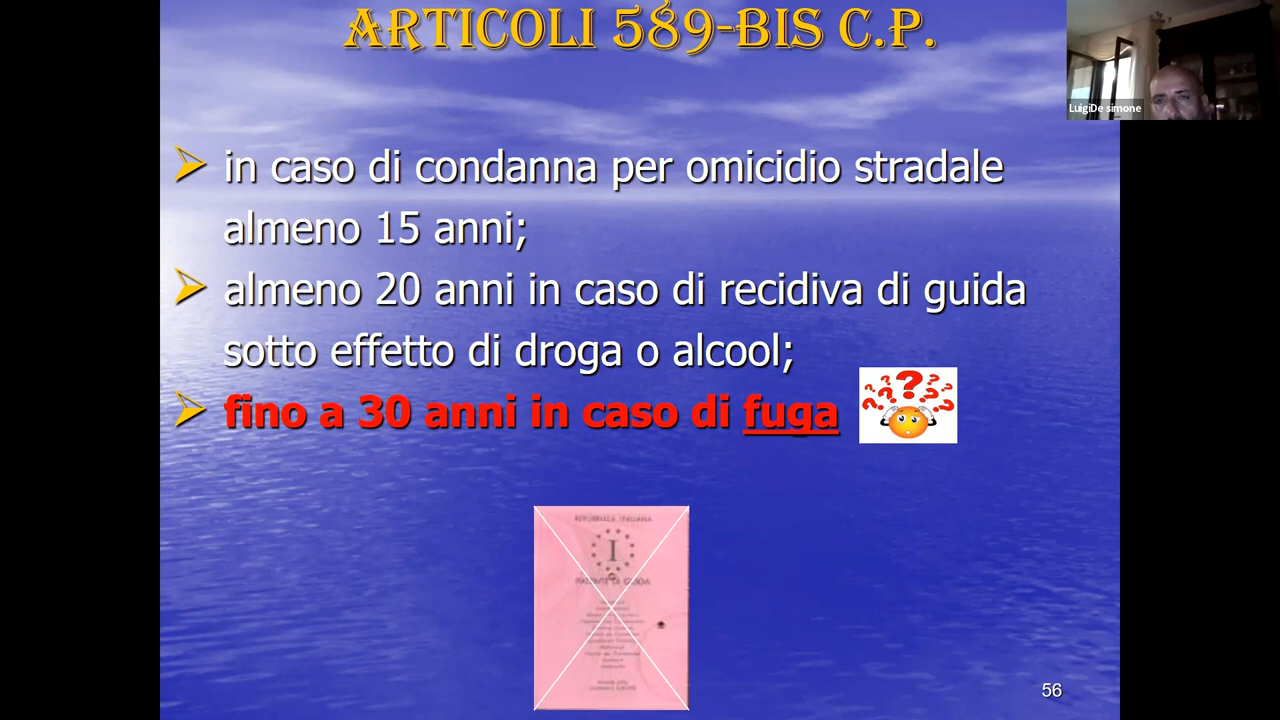 ARTICOLI 589-BIS C.P.
LuigiDe simone
in caso di condanna per omicidio stradale
almeno 15 anni;
almeno 20 anni in caso di recidiva di guida
sotto effetto di droga o alcool;
fino a 30 anni in caso di fuga
REPUBBLICA ITALIANA
I
PATENTE DI GUIDA
56